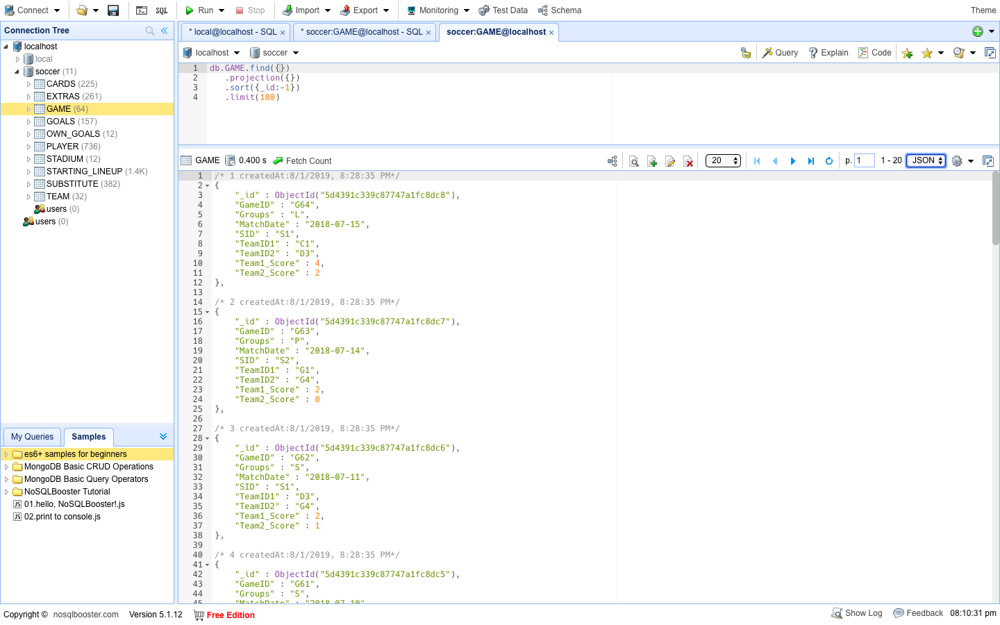 Connect SQL Run Stop Import Export Monitoring Test Data Schema Theme
Connection Tree
localhost
local
soccer (11)
CARDS (225)
EXTRAS (261)
GAME (64)
GOALS (157)
OWN_GOALS (12)
PLAYER (736)
STADIUM (12)
STARTING_LINEUP (1.4K)
SUBSTITUTE (382)
TEAM (32)
users (0)
users (0)
My Queries Samples
es6+ samples for beginners
MongoDB Basic CRUD Operations
MongoDB Basic Query Operators
NoSQLBooster Tutorial
JS 01.hello, NoSQLBooster!.js
JS 02.print to console.js
* local@localhost - SQL × * soccer:GAME@localhost - SQL × soccer:GAME@localhost ×
localhost soccer Query Explain Code
1 db.GAME.find({})
2 .projection({})
3 .sort({_id:-1})
4 .limit(100)
GAME 0.400 s Fetch Count 20 p. 1 1 - 20 JSON
1 /* 1 createdAt:8/1/2019, 8:28:35 PM*/
2 {
3 "_id" : ObjectId("5d4391c339c87747a1fc8dc8"),
4 "GameID" : "G64",
5 "Groups" : "L",
6 "MatchDate" : "2018-07-15",
7 "SID" : "S1",
8 "TeamID1" : "C1",
9 "TeamID2" : "D3",
10 "Team1_Score" : 4,
11 "Team2_Score" : 2
12 },
13
14 /* 2 createdAt:8/1/2019, 8:28:35 PM*/
15 {
16 "_id" : ObjectId("5d4391c339c87747a1fc8dc7"),
17 "GameID" : "G63",
18 "Groups" : "P",
19 "MatchDate" : "2018-07-14",
20 "SID" : "S2",
21 "TeamID1" : "G1",
22 "TeamID2" : "G4",
23 "Team1_Score" : 2,
24 "Team2_Score" : 0
25 },
26
27 /* 3 createdAt:8/1/2019, 8:28:35 PM*/
28 {
29 "_id" : ObjectId("5d4391c339c87747a1fc8dc6"),
30 "GameID" : "G62",
31 "Groups" : "S",
32 "MatchDate" : "2018-07-11",
33 "SID" : "S1",
34 "TeamID1" : "D3",
35 "TeamID2" : "G4",
36 "Team1_Score" : 2,
37 "Team2_Score" : 1
38 },
39
40 /* 4 createdAt:8/1/2019, 8:28:35 PM*/
41 {
42 "_id" : ObjectId("5d4391c339c87747a1fc8dc5"),
43 "GameID" : "G61",
44 "Groups" : "S",
45 "MatchDate" : "2018-07-10"
Copyright © nosqlbooster.com Version 5.1.12 Free Edition Show Log Feedback 08:10:31 pm